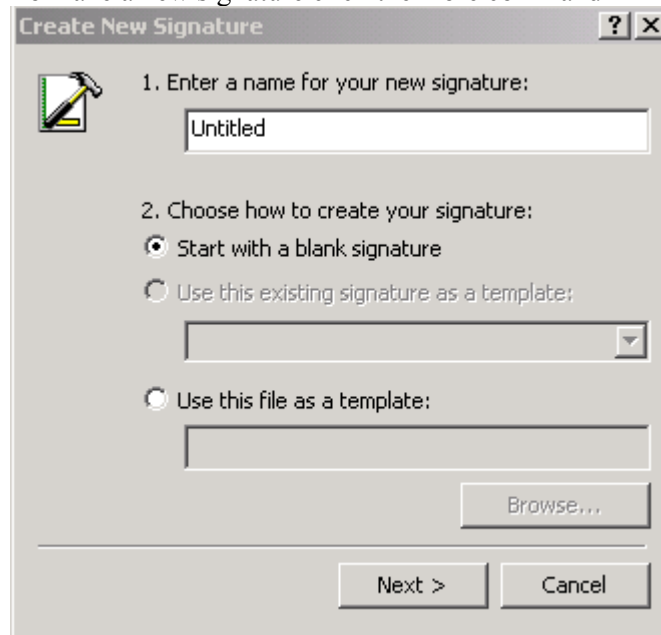 Create New Signature
1. Enter a name for your new signature:
Untitled
2. Choose how to create your signature:
Start with a blank signature
Use this existing signature as a template:
Use this file as a template:
Browse...
Next >
Cancel